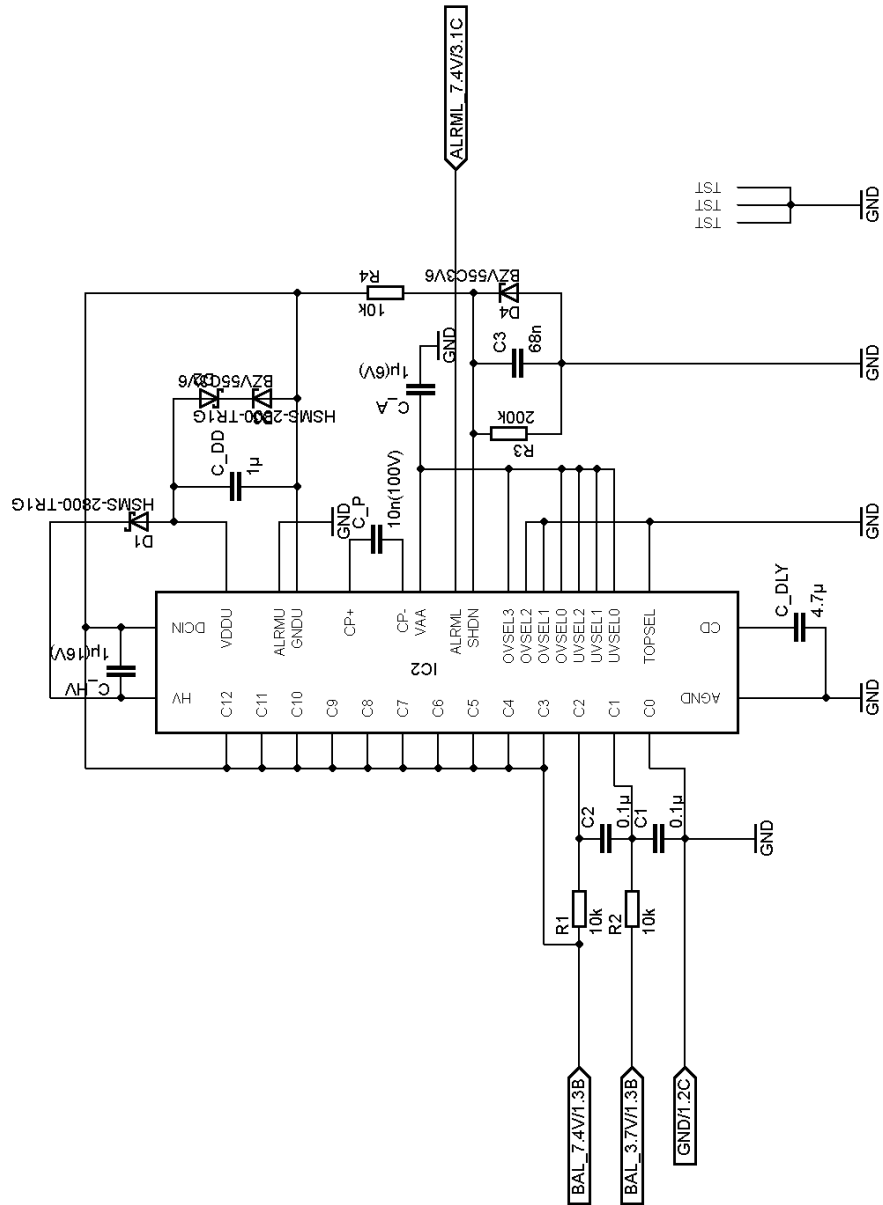 ALRML_7.4V/3.1C
TST
TST
TST
GND
R4
10k
BZV55C3V6
D4
C3
68n
GND
R3
200k
1µ(6V)
C_A
GND
BZV55C3V6
HSMS-2800-TR1G
C_DD
1µ
HSMS-2800-TR1G
D1
GND
C_P
10n(100V)
GND
C_DLY
4.7µ
GND
1µ(16V)
C_HV
IC2
DCIN
HV
VDDU
ALRMU
GNDU
CP+
CP-
VAA
ALRML
SHDN
OVSEL3
OVSEL2
OVSEL1
OVSEL0
UVSEL2
UVSEL1
UVSEL0
TOPSEL
CD
AGND
C12
C11
C10
C9
C8
C7
C6
C5
C4
C3
C2
C1
C0
C2
0.1µ
C1
0.1µ
GND
R1
10k
R2
10k
BAL_7.4V/1.3B
BAL_3.7V/1.3B
GND/1.2C